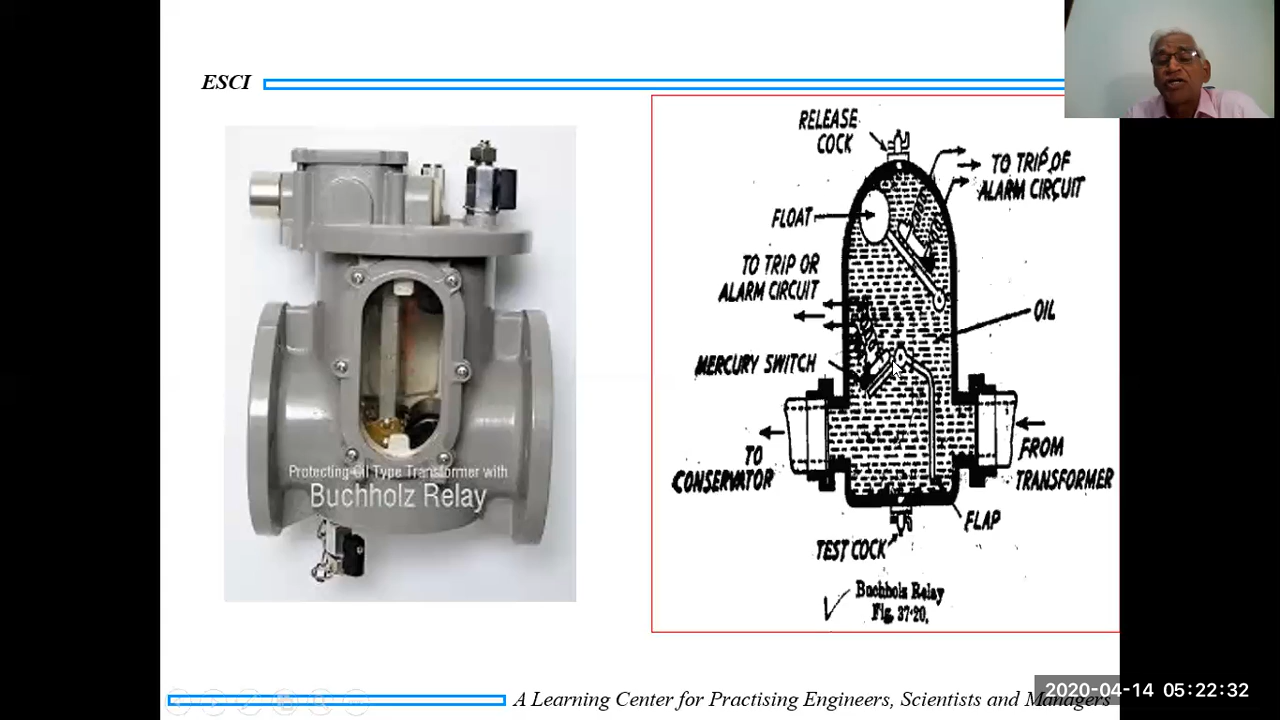 ESCI
Protecting Oil Type Transformer with
Buchholz Relay
RELEASE
COCK
TO TRIP OF
ALARM CIRCUIT
FLOAT
TO TRIP OR
ALARM CIRCUIT
OIL
MERCURY SWITCH
TO
CONSERVATOR
FROM
TRANSFORMER
FLAP
TEST COCK
Buchholz Relay
Fig. 37·20.
A Learning Center for Practising Engineers, Scientists and Managers
2020-04-14 05:22:32